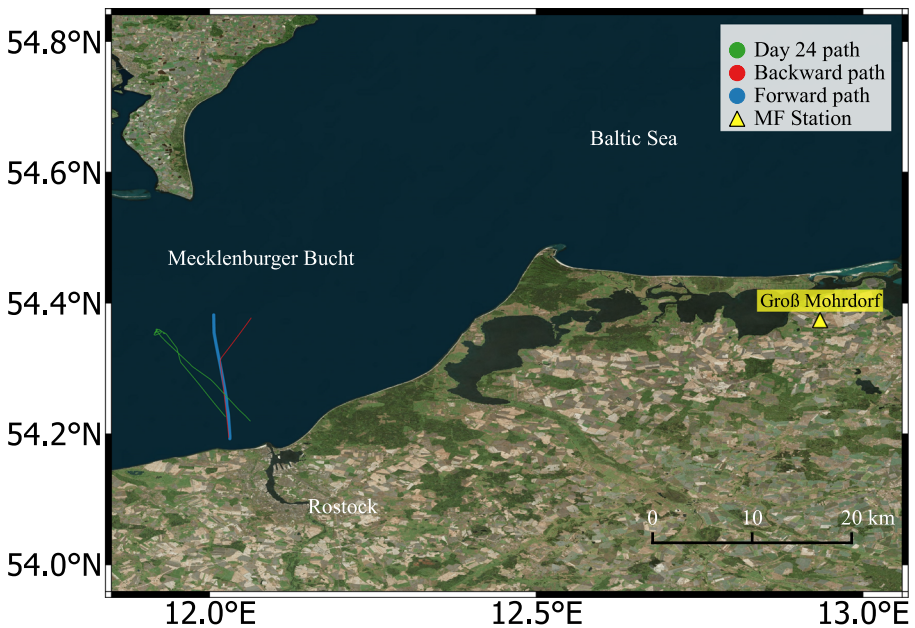 54.8°N
Day 24 path
Backward path
Forward path
MF Station
Baltic Sea
54.6°N
Mecklenburger Bucht
54.4°N
Groß Mohrdorf
54.2°N
Rostock
0 10 20 km
54.0°N
12.0°E 12.5°E 13.0°E